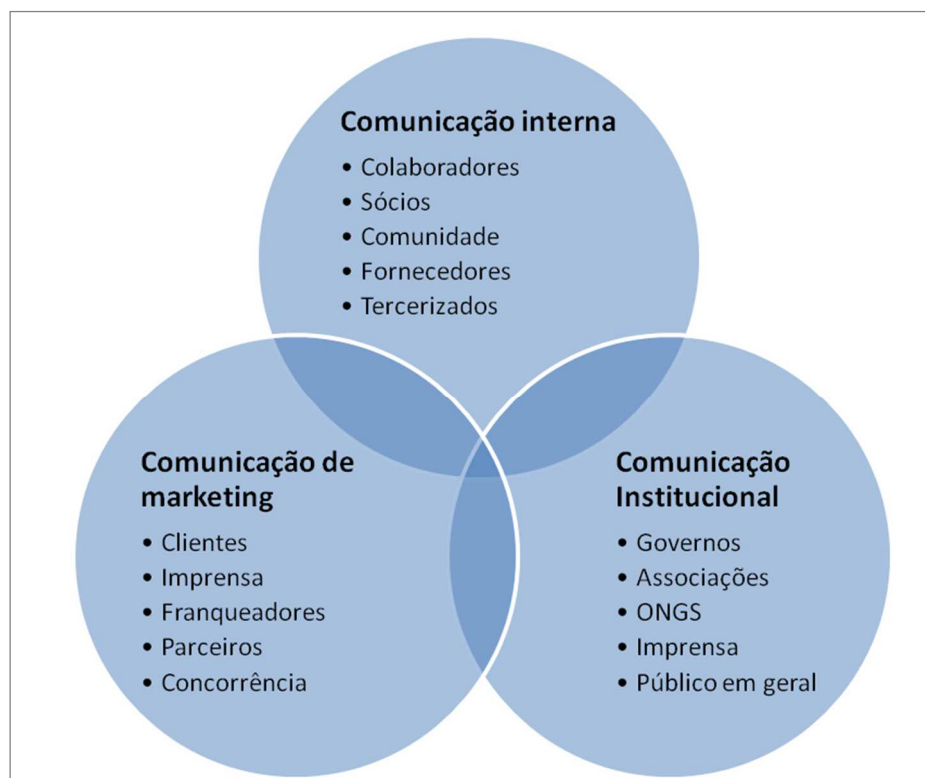 Comunicação interna
• Colaboradores
• Sócios
• Comunidade
• Fornecedores
• Tercerizados
Comunicação de
marketing
• Clientes
• Imprensa
• Franqueadores
• Parceiros
• Concorrência
Comunicação
Institucional
• Governos
• Associações
• ONGS
• Imprensa
• Público em geral